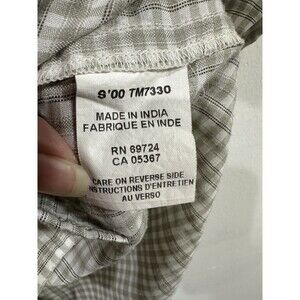 S'00 TM7330
MADE IN INDIA
FABRIQUE EN INDE
RN 69724
CA 05367
CARE ON REVERSE SIDE
INSTRUCTIONS D'ENTRETIEN
AU VERSO